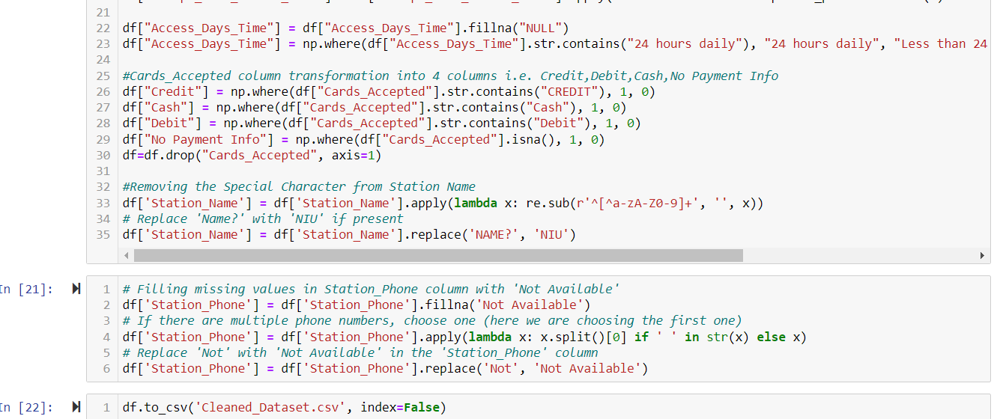 21
22 df["Access_Days_Time"] = df["Access_Days_Time"].fillna("NULL")
23 df["Access_Days_Time"] = np.where(df["Access_Days_Time"].str.contains("24 hours daily"), "24 hours daily", "Less than 24
24
25 #Cards_Accepted column transformation into 4 columns i.e. Credit,Debit,Cash,No Payment Info
26 df["Credit"] = np.where(df["Cards_Accepted"].str.contains("CREDIT"), 1, 0)
27 df["Cash"] = np.where(df["Cards_Accepted"].str.contains("Cash"), 1, 0)
28 df["Debit"] = np.where(df["Cards_Accepted"].str.contains("Debit"), 1, 0)
29 df["No Payment Info"] = np.where(df["Cards_Accepted"].isna(), 1, 0)
30 df=df.drop("Cards_Accepted", axis=1)
31
32 #Removing the Special Character from Station Name
33 df['Station_Name'] = df['Station_Name'].apply(lambda x: re.sub(r'^[^a-zA-Z0-9]+', '', x))
34 # Replace 'Name?' with 'NIU' if present
35 df['Station_Name'] = df['Station_Name'].replace('NAME?', 'NIU')
In [21]:
1 # Filling missing values in Station_Phone column with 'Not Available'
2 df['Station_Phone'] = df['Station_Phone'].fillna('Not Available')
3 # If there are multiple phone numbers, choose one (here we are choosing the first one)
4 df['Station_Phone'] = df['Station_Phone'].apply(lambda x: x.split()[0] if ' ' in str(x) else x)
5 # Replace 'Not' with 'Not Available' in the 'Station_Phone' column
6 df['Station_Phone'] = df['Station_Phone'].replace('Not', 'Not Available')
In [22]:
1 df.to_csv('Cleaned_Dataset.csv', index=False)